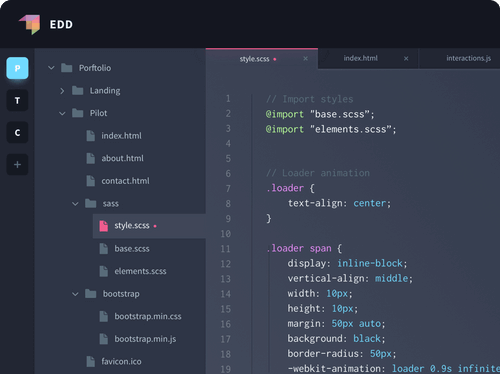 EDD
P
T
C
+
Portfolio
Landing
Pilot
index.html
about.html
contact.html
sass
style.scss
base.scss
elements.scss
bootstrap
bootstrap.min.css
bootstrap.min.js
favicon.ico
style.scss × index.html × interactions.js
1 // Import styles
2 @import "base.scss”;
3 @import "elements.scss”;
4
5
6 // Loader animation
7 .loader {
8 text-align: center;
9 }
10
11 .loader span {
12 display: inline-block;
13 vertical-align: middle;
14 width: 10px;
15 height: 10px;
16 margin: 50px auto;
17 background: black;
18 border-radius: 50px;
19 -webkit-animation: loader 0.9s infinite